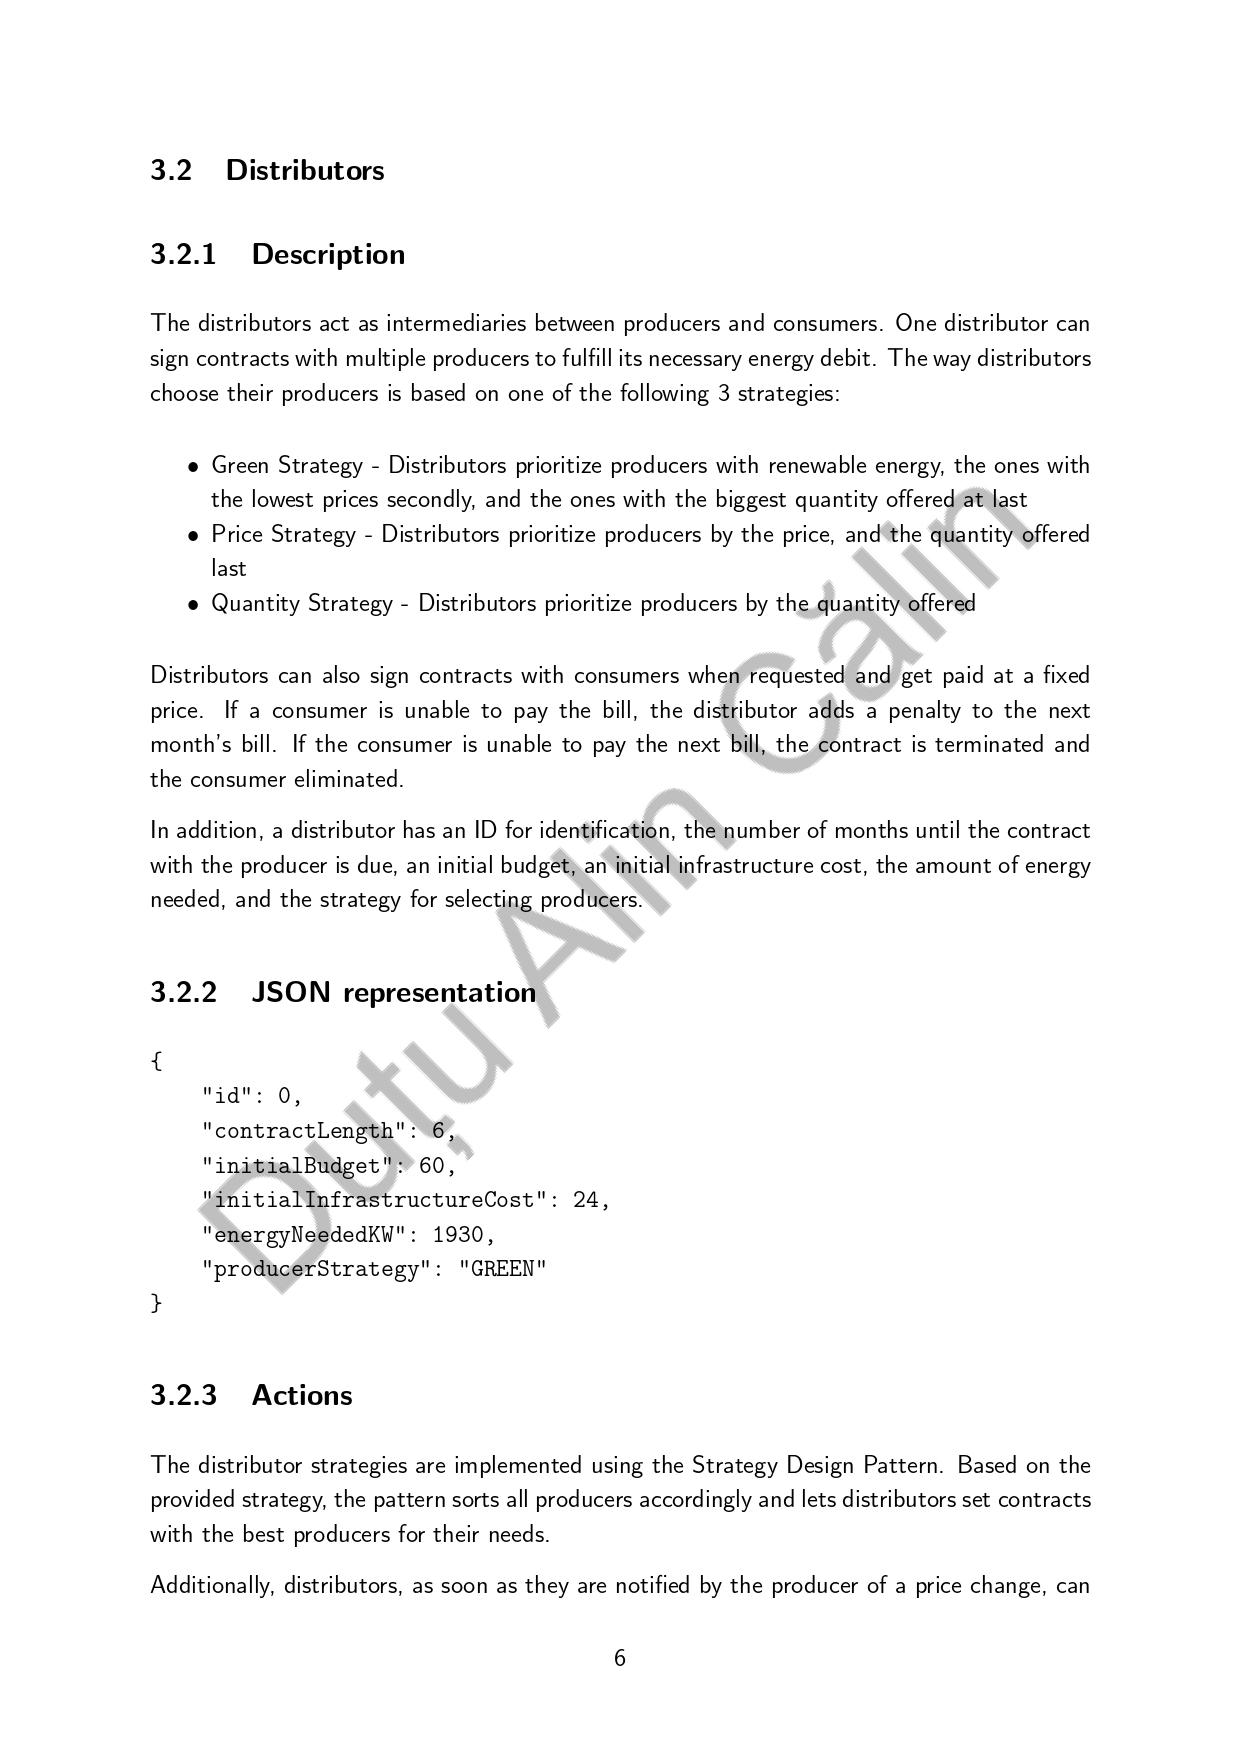 3.2 Distributors
3.2.1 Description
The distributors act as intermediaries between producers and consumers. One distributor can
sign contracts with multiple producers to fulfill its necessary energy debit. The way distributors
choose their producers is based on one of the following 3 strategies:
• Green Strategy - Distributors prioritize producers with renewable energy, the ones with
the lowest prices secondly, and the ones with the biggest quantity offered at last
• Price Strategy - Distributors prioritize producers by the price, and the quantity offered
last
• Quantity Strategy - Distributors prioritize producers by the quantity offered
Distributors can also sign contracts with consumers when requested and get paid at a fixed
price. If a consumer is unable to pay the bill, the distributor adds a penalty to the next
month's bill. If the consumer is unable to pay the next bill, the contract is terminated and
the consumer eliminated.
In addition, a distributor has an ID for identification, the number of months until the contract
with the producer is due, an initial budget, an initial infrastructure cost, the amount of energy
needed, and the strategy for selecting producers.
3.2.2 JSON representation
{
"id": 0,
"contractLength": 6,
"initialBudget": 60,
"initialInfrastructureCost": 24,
"energyNeededKW": 1930,
"producerStrategy": "GREEN"
}
3.2.3 Actions
The distributor strategies are implemented using the Strategy Design Pattern. Based on the
provided strategy, the pattern sorts all producers accordingly and lets distributors set contracts
with the best producers for their needs.
Additionally, distributors, as soon as they are notified by the producer of a price change, can
6
Duțu Alin Călin